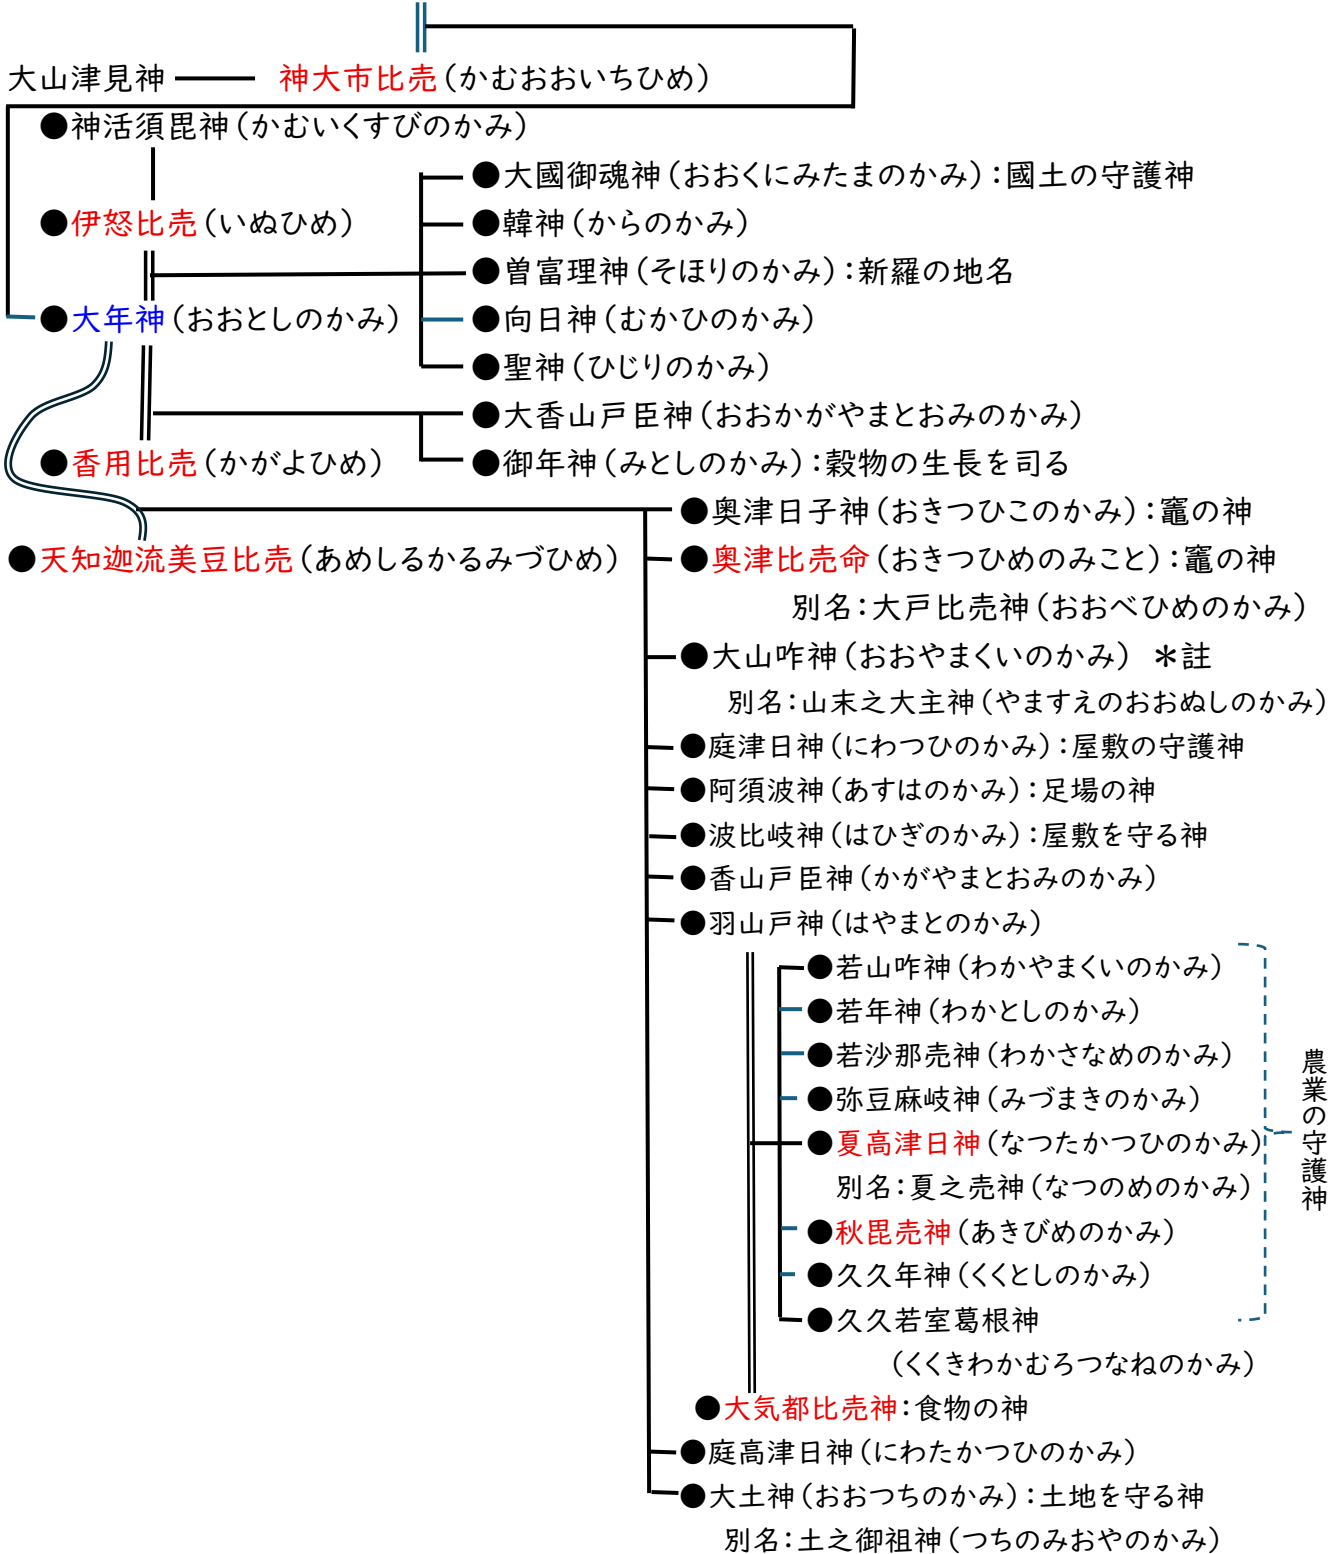 大山津見神 神大市比売(かむおおいちひめ)
●神活須毘神(かむいくすびのかみ)
●大國御魂神(おおくにみたまのかみ):國土の守護神
●伊怒比売(いぬひめ)
●韓神(からのかみ)
●曽富理神(そほりのかみ):新羅の地名
●大年神(おおとしのかみ)
●向日神(むかひのかみ)
●聖神(ひじりのかみ)
●大香山戸臣神(おおかがやまとおみのかみ)
●香用比売(かがよひめ)
●御年神(みとしのかみ):穀物の生長を司る
●奥津日子神(おきつひこのかみ):竈の神
●天知迦流美豆比売(あめしるかるみづひめ)
●奥津比売命(おきつひめのみこと):竈の神
別名:大戸比売神(おおべひめのかみ)
●大山咋神(おおやまくいのかみ) *註
別名:山末之大主神(やますえのおおぬしのかみ)
●庭津日神(にわつひのかみ):屋敷の守護神
●阿須波神(あすはのかみ):足場の神
●波比岐神(はひぎのかみ):屋敷を守る神
●香山戸臣神(かがやまとおみのかみ)
●羽山戸神(はやまとのかみ)
●若山咋神(わかやまくいのかみ)
●若年神(わかとしのかみ)
●若沙那売神(わかさなめのかみ)
●弥豆麻岐神(みづまきのかみ)
●夏高津日神(なつたかつひのかみ)
別名:夏之売神(なつのめのかみ)
●秋毘売神(あきびめのかみ)
●久久年神(くくとしのかみ)
●久久若室葛根神
(くくきわかむろつなねのかみ)
農業の守護神
●大気都比売神:食物の神
●庭高津日神(にわたかつひのかみ)
●大土神(おおつちのかみ):土地を守る神
別名:土之御祖神(つちのみおやのかみ)